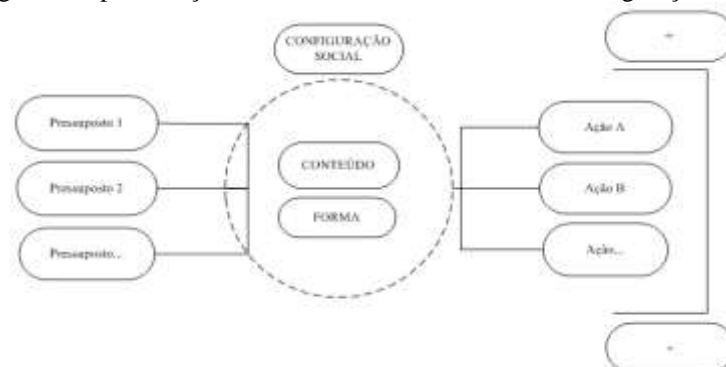 CONFIGURAÇÃO
SOCIAL
Pressuposto 1
Ação A
CONTEÚDO
Pressuposto 2
Ação B
FORMA
Pressuposto...
Ação...